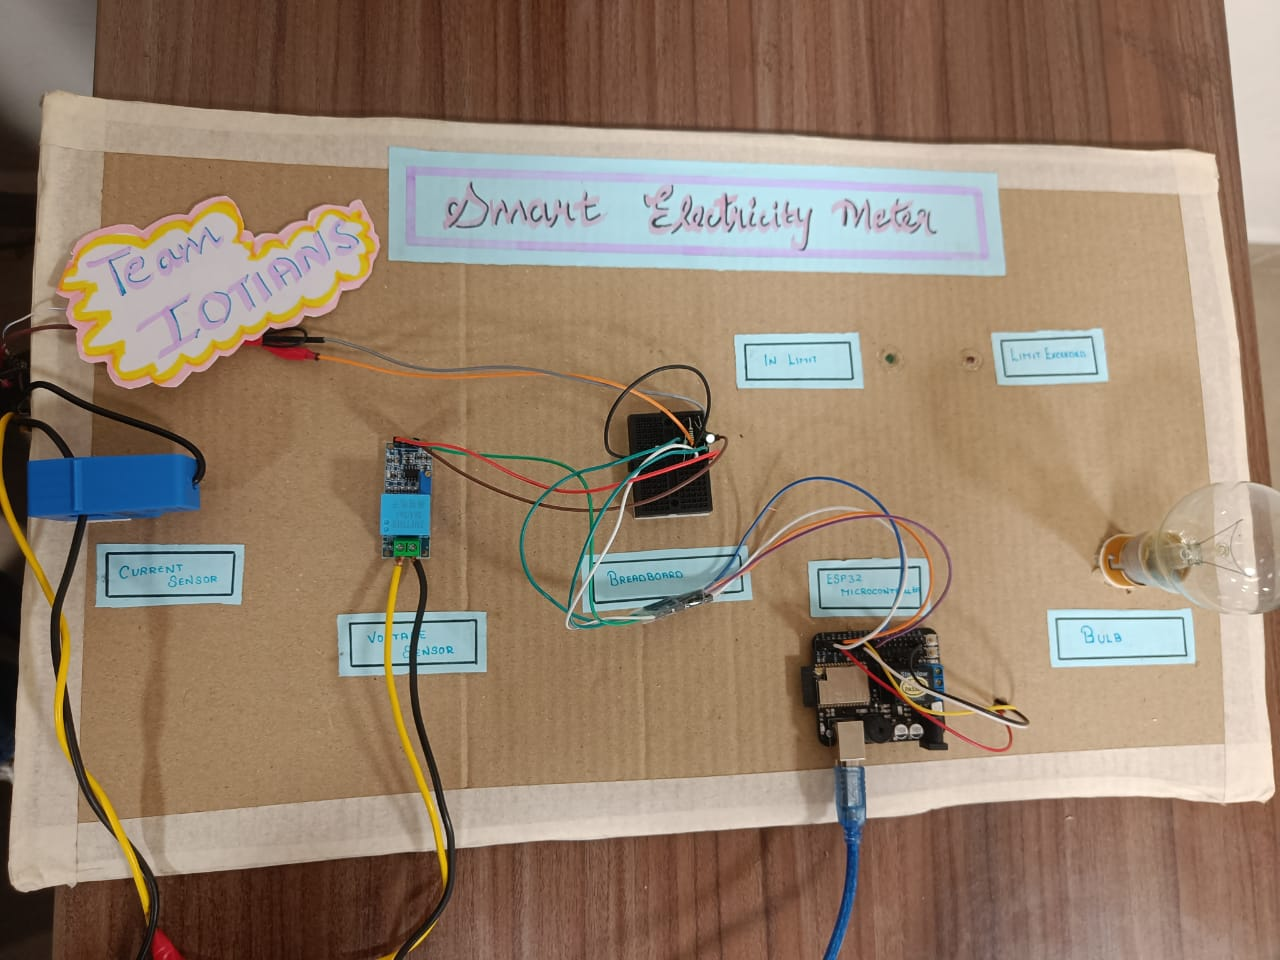 Smart Electricity Meter
Team
IOTIANS
IN LIMIT
LIMIT EXCEEDED
CURRENT
SENSOR
VOLTAGE
SENSOR
BREADBOARD
ESP32
MICROCONTROLLER
BULB